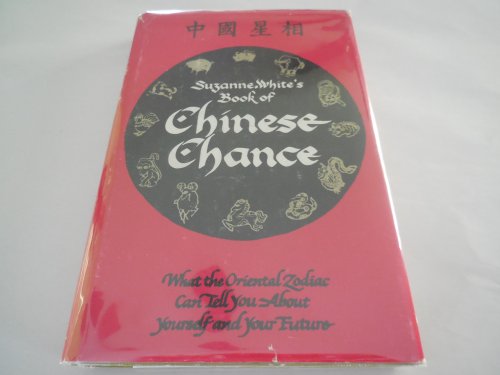 中國星相
Suzanne White's
Book of
Chinese
Chance
What the Oriental Zodiac
Can Tell You About
Yourself and Your Future